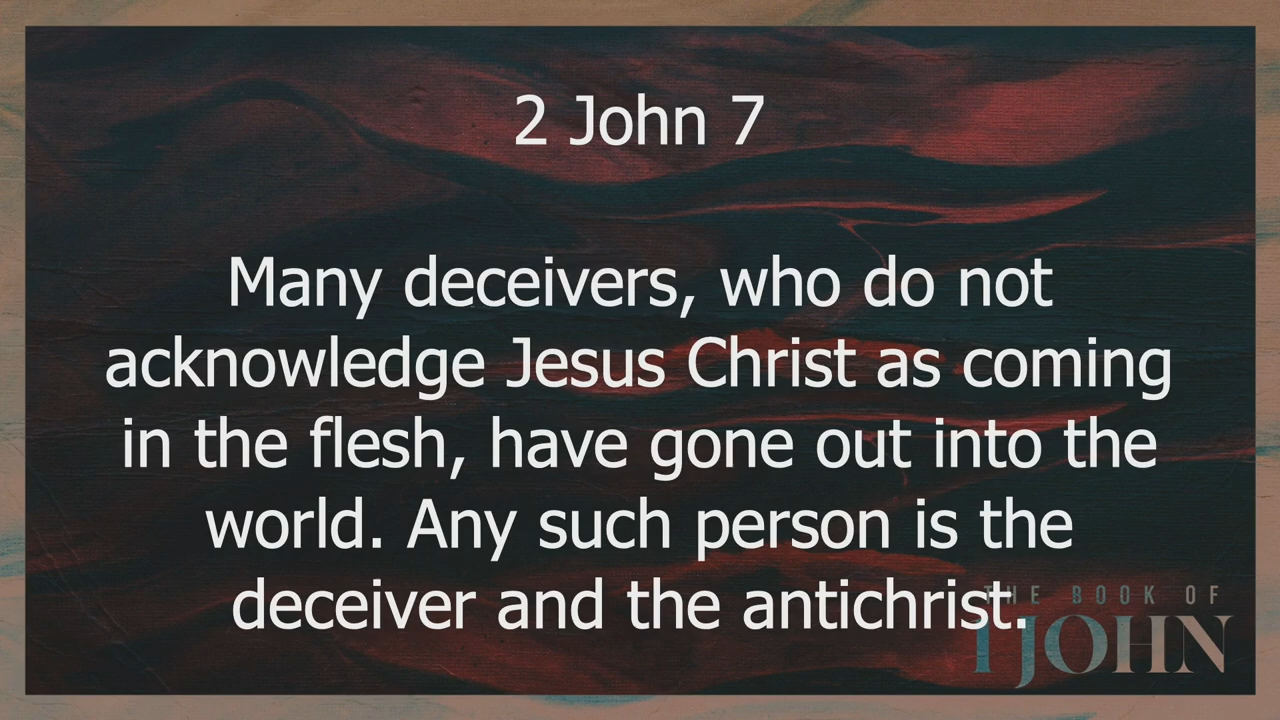 2 John 7
Many deceivers, who do not
acknowledge Jesus Christ as coming
in the flesh, have gone out into the
world. Any such person is the
deceiver and the antichrist.
THE BOOK OF
1 JOHN